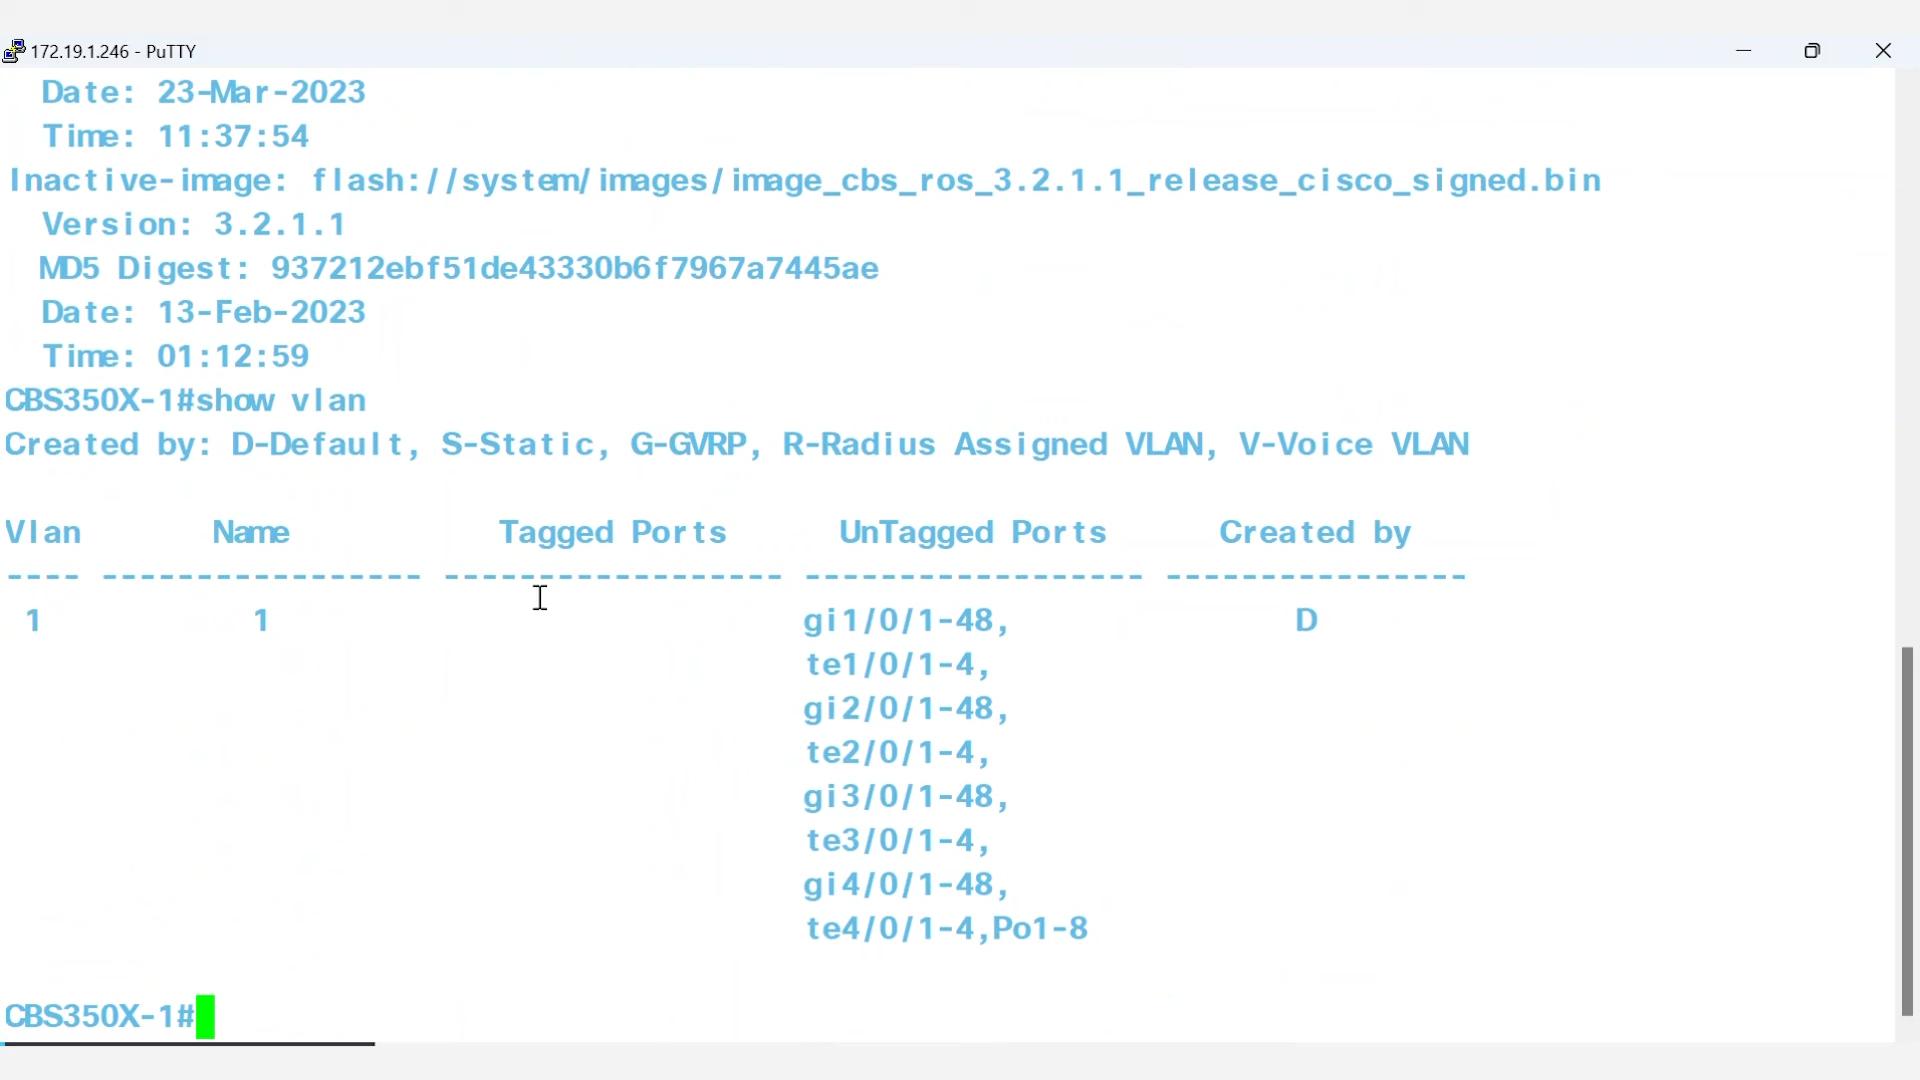 172.19.1.246 - PuTTY
Date: 23-Mar-2023
Time: 11:37:54
Inactive-image: flash://system/images/image_cbs_ros_3.2.1.1_release_cisco_signed.bin
Version: 3.2.1.1
MD5 Digest: 937212ebf51de43330b6f7967a7445ae
Date: 13-Feb-2023
Time: 01:12:59
CBS350X-1#show vlan
Created by: D-Default, S-Static, G-GVRP, R-Radius Assigned VLAN, V-Voice VLAN
Vlan Name Tagged Ports UnTagged Ports Created by
---- ----------------- ------------------ ------------------ ----------------
1 1 gi1/0/1-48, D
te1/0/1-4,
gi2/0/1-48,
te2/0/1-4,
gi3/0/1-48,
te3/0/1-4,
gi4/0/1-48,
te4/0/1-4,Po1-8
CBS350X-1#